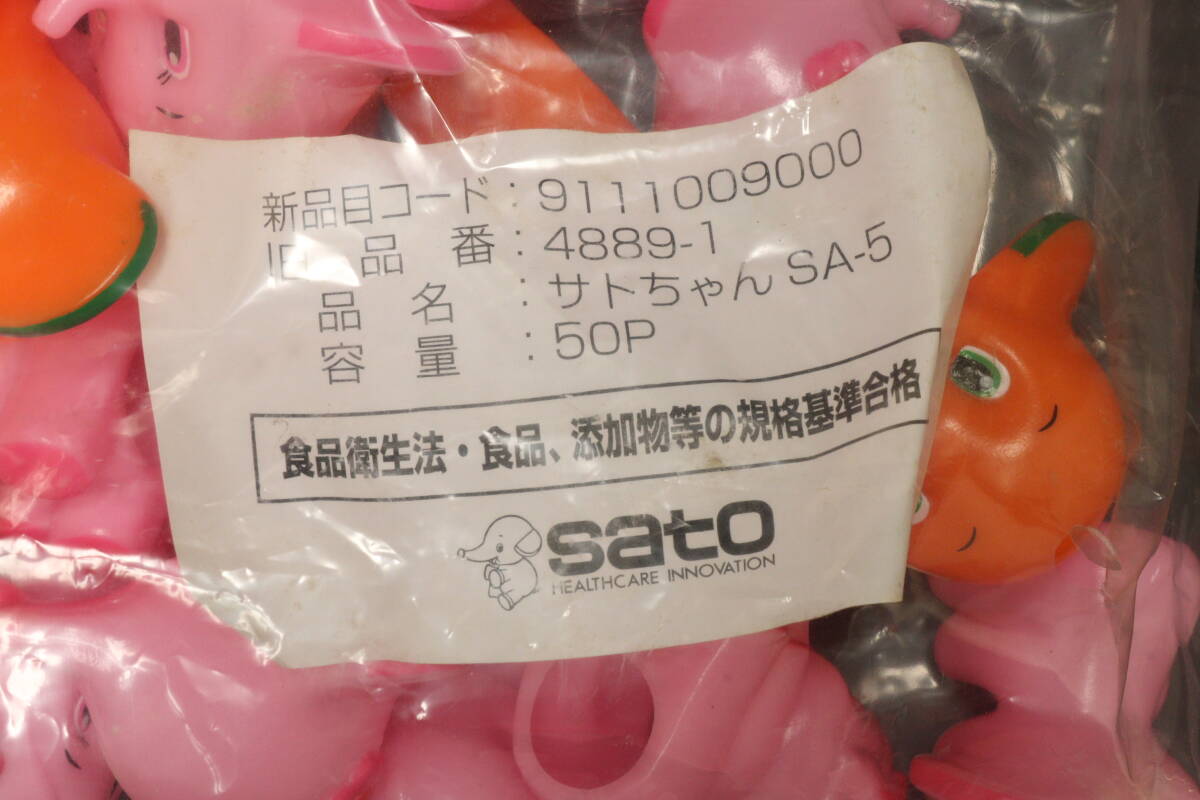 新品目コード：9111009000
旧品番：4889-1
品名：サトちゃん SA-5
容量：50P
食品衛生法・食品、添加物等の規格基準合格
sato
HEALTHCARE INNOVATION